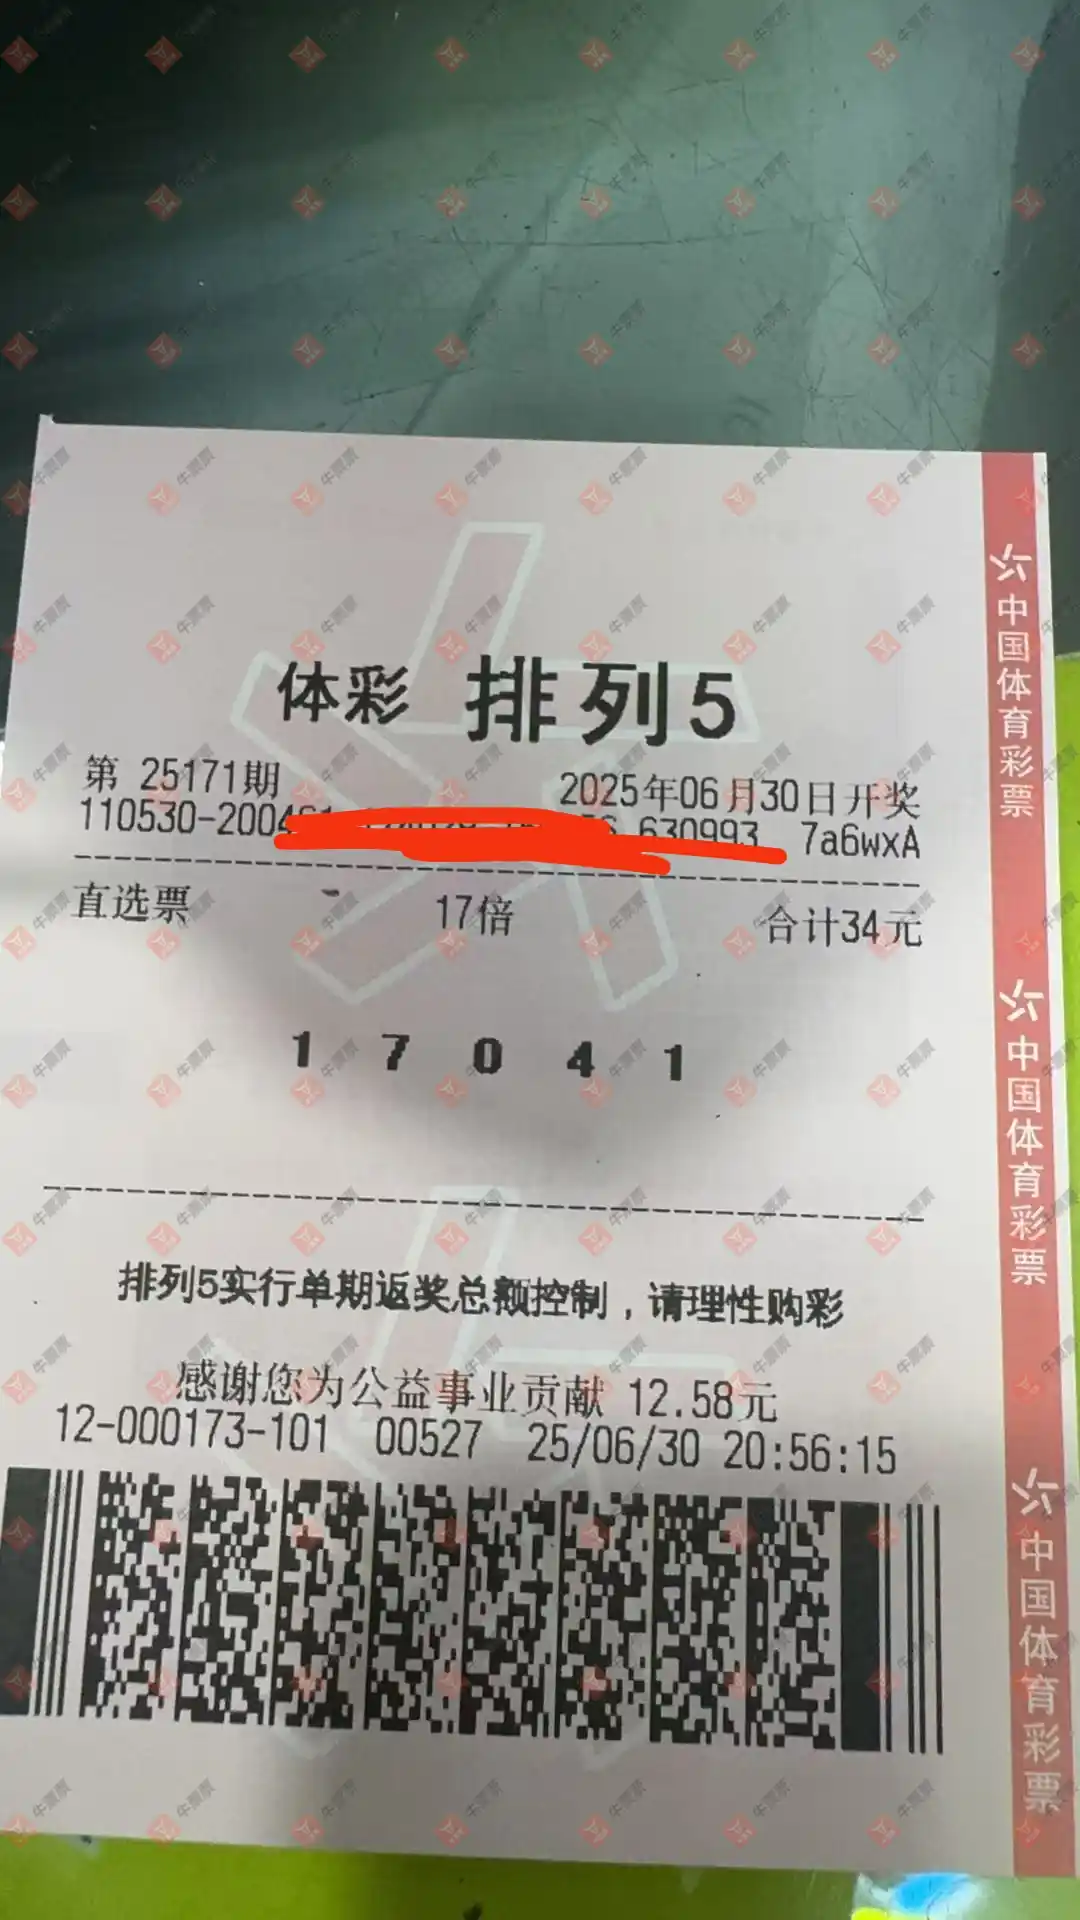 体彩 排列5
第 25171期 2025年06月30日开奖
110530-200461 630993 7a6wxA
直选票 17倍 合计34元
1 7 0 4 1
排列5实行单期返奖总额控制，请理性购彩
感谢您为公益事业贡献 12.58元
12-000173-101 00527 25/06/30 20:56:15
中国体育彩票
中国体育彩票
中国体育彩票
牛票票